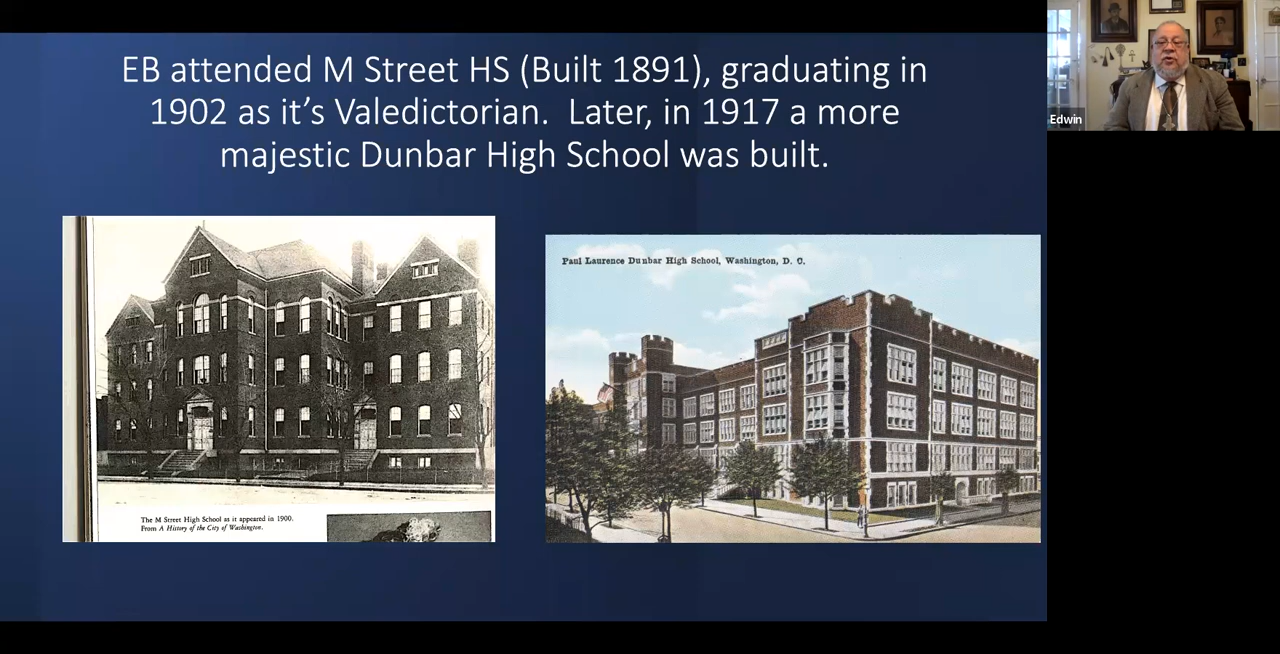 EB attended M Street HS (Built 1891), graduating in
1902 as it’s Valedictorian.  Later, in 1917 a more
majestic Dunbar High School was built.
Edwin
Paul Laurence Dunbar High School, Washington, D. C.
The M Street High School as it appeared in 1900.
From A History of the City of Washington.